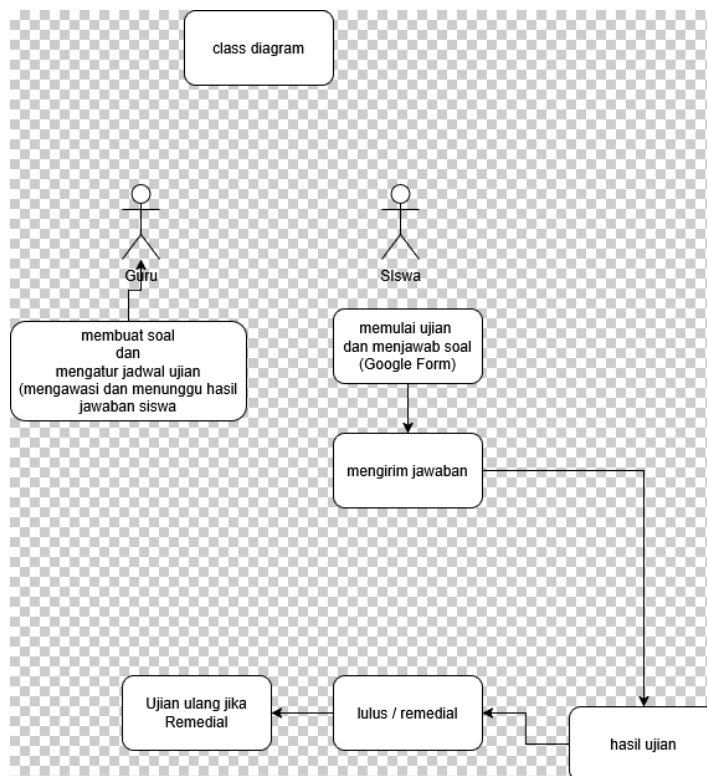 class diagram
Guru
SIswa
membuat soal
dan
mengatur jadwal ujian
(mengawasi dan menunggu hasil
jawaban siswa
memulai ujian
dan menjawab soal
(Google Form)
mengirim jawaban
Ujian ulang jika
Remedial
lulus / remedial
hasil ujian